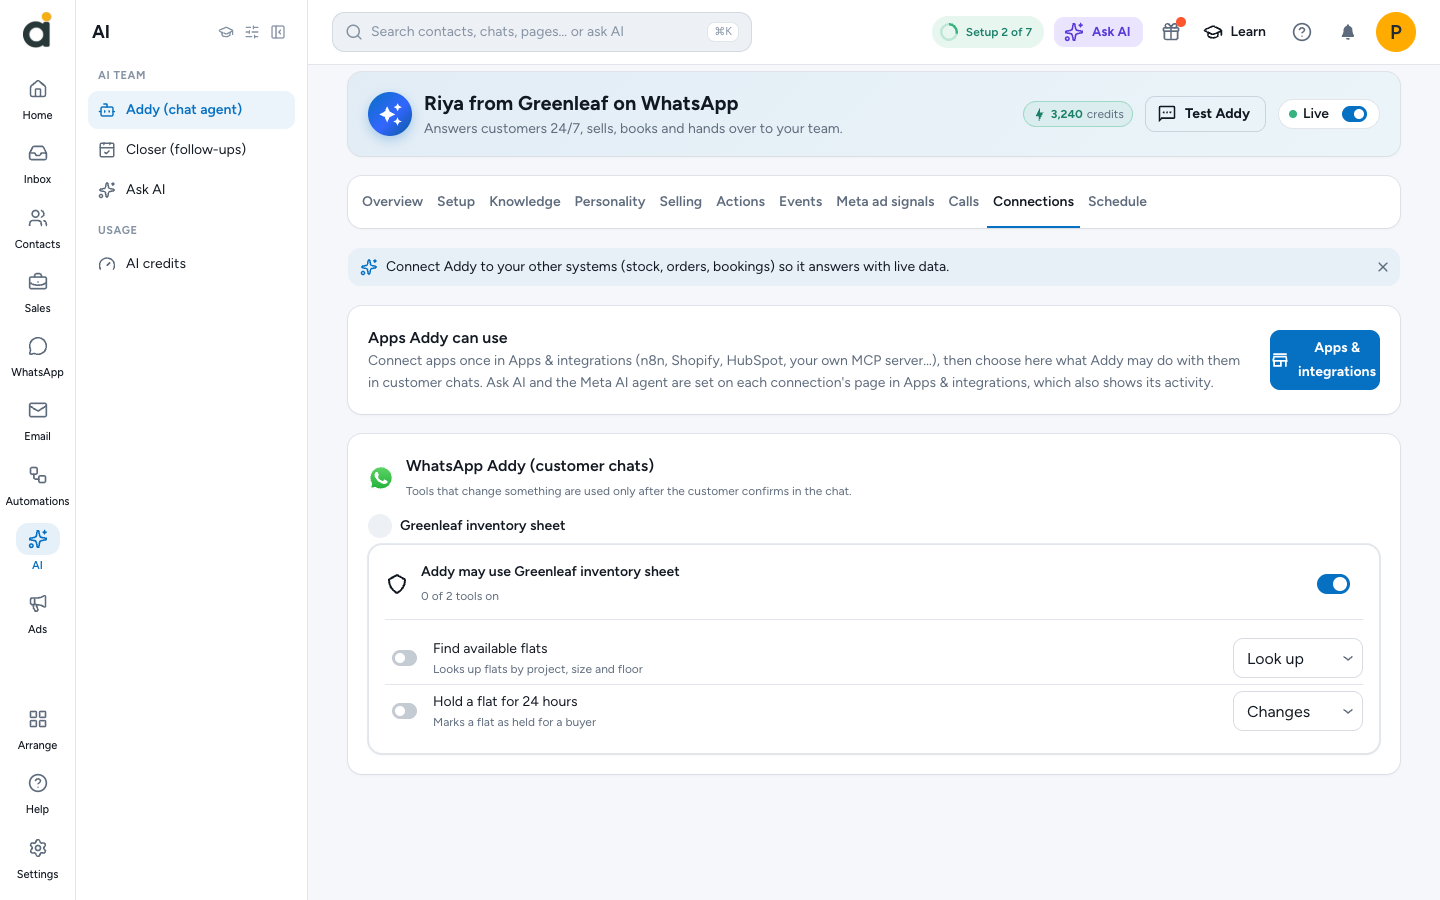 AI
Search contacts, chats, pages... or ask AI
⌘K
Setup 2 of 7
Ask AI
Learn
P
Home
Inbox
Contacts
Sales
WhatsApp
Email
Automations
AI
Ads
Arrange
Help
Settings
AI TEAM
Addy (chat agent)
Closer (follow-ups)
Ask AI
USAGE
AI credits
Riya from Greenleaf on WhatsApp
Answers customers 24/7, sells, books and hands over to your team.
3,240 credits
Test Addy
Live
Overview
Setup
Knowledge
Personality
Selling
Actions
Events
Meta ad signals
Calls
Connections
Schedule
Connect Addy to your other systems (stock, orders, bookings) so it answers with live data.
Apps Addy can use
Connect apps once in Apps & integrations (n8n, Shopify, HubSpot, your own MCP server...), then choose here what Addy may do with them
in customer chats. Ask AI and the Meta AI agent are set on each connection's page in Apps & integrations, which also shows its activity.
Apps &
integrations
WhatsApp Addy (customer chats)
Tools that change something are used only after the customer confirms in the chat.
Greenleaf inventory sheet
Addy may use Greenleaf inventory sheet
0 of 2 tools on
Find available flats
Looks up flats by project, size and floor
Look up
Hold a flat for 24 hours
Marks a flat as held for a buyer
Changes